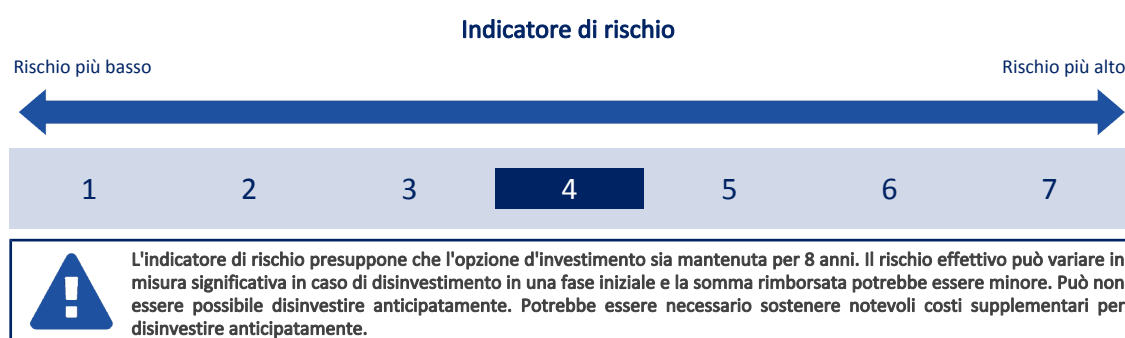 Indicatore di rischio
Rischio più basso
Rischio più alto
1 2 3 4 5 6 7
L'indicatore di rischio presuppone che l'opzione d'investimento sia mantenuta per 8 anni. Il rischio effettivo può variare in
misura significativa in caso di disinvestimento in una fase iniziale e la somma rimborsata potrebbe essere minore. Può non
essere possibile disinvestire anticipatamente. Potrebbe essere necessario sostenere notevoli costi supplementari per
disinvestire anticipatamente.